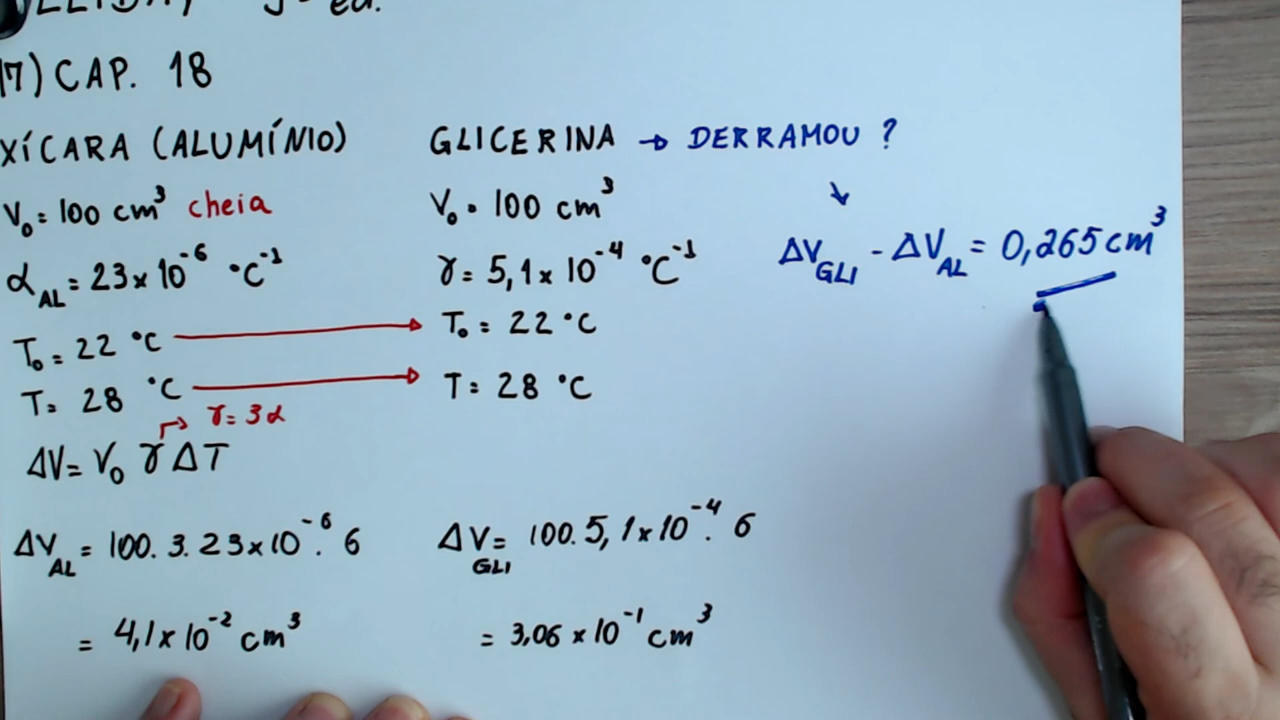 9ª ed.
17) CAP. 18
XÍCARA (ALUMÍNIO)
V₀ = 100 cm³ cheia
α_AL = 23 x 10⁻⁶ °C⁻¹
T₀ = 22 °C
T = 28 °C
γ = 3α
ΔV = V₀ γ ΔT
ΔV_AL = 100. 3. 23 x 10⁻⁶. 6
= 4,1 x 10⁻² cm³
GLICERINA → DERRAMOU ?
V₀ = 100 cm³
γ = 5,1 x 10⁻⁴ °C⁻¹
T₀ = 22 °C
T = 28 °C
ΔV_GLI = 100. 5,1 x 10⁻⁴. 6
= 3,06 x 10⁻¹ cm³
ΔV_GLI - ΔV_AL = 0,265 cm³